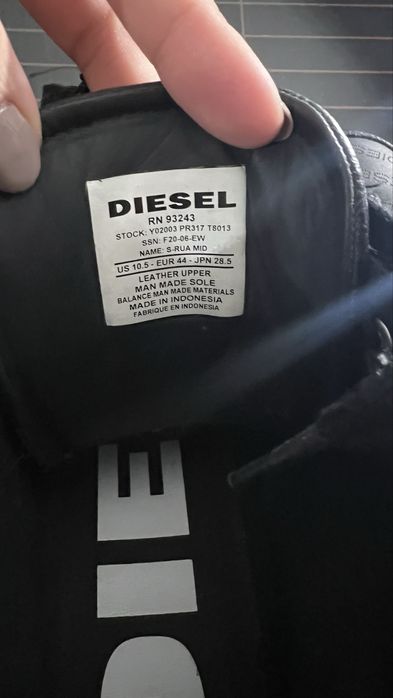 DIESEL
RN 93243
STOCK: Y02003 PR317 T8013
SSN: F20-06-EW
NAME: S-RUA MID
US 10.5 - EUR 44 - JPN 28.5
LEATHER UPPER
MAN MADE SOLE
BALANCE MAN MADE MATERIALS
MADE IN INDONESIA
FABRIQUE EN INDONESIA
DIE